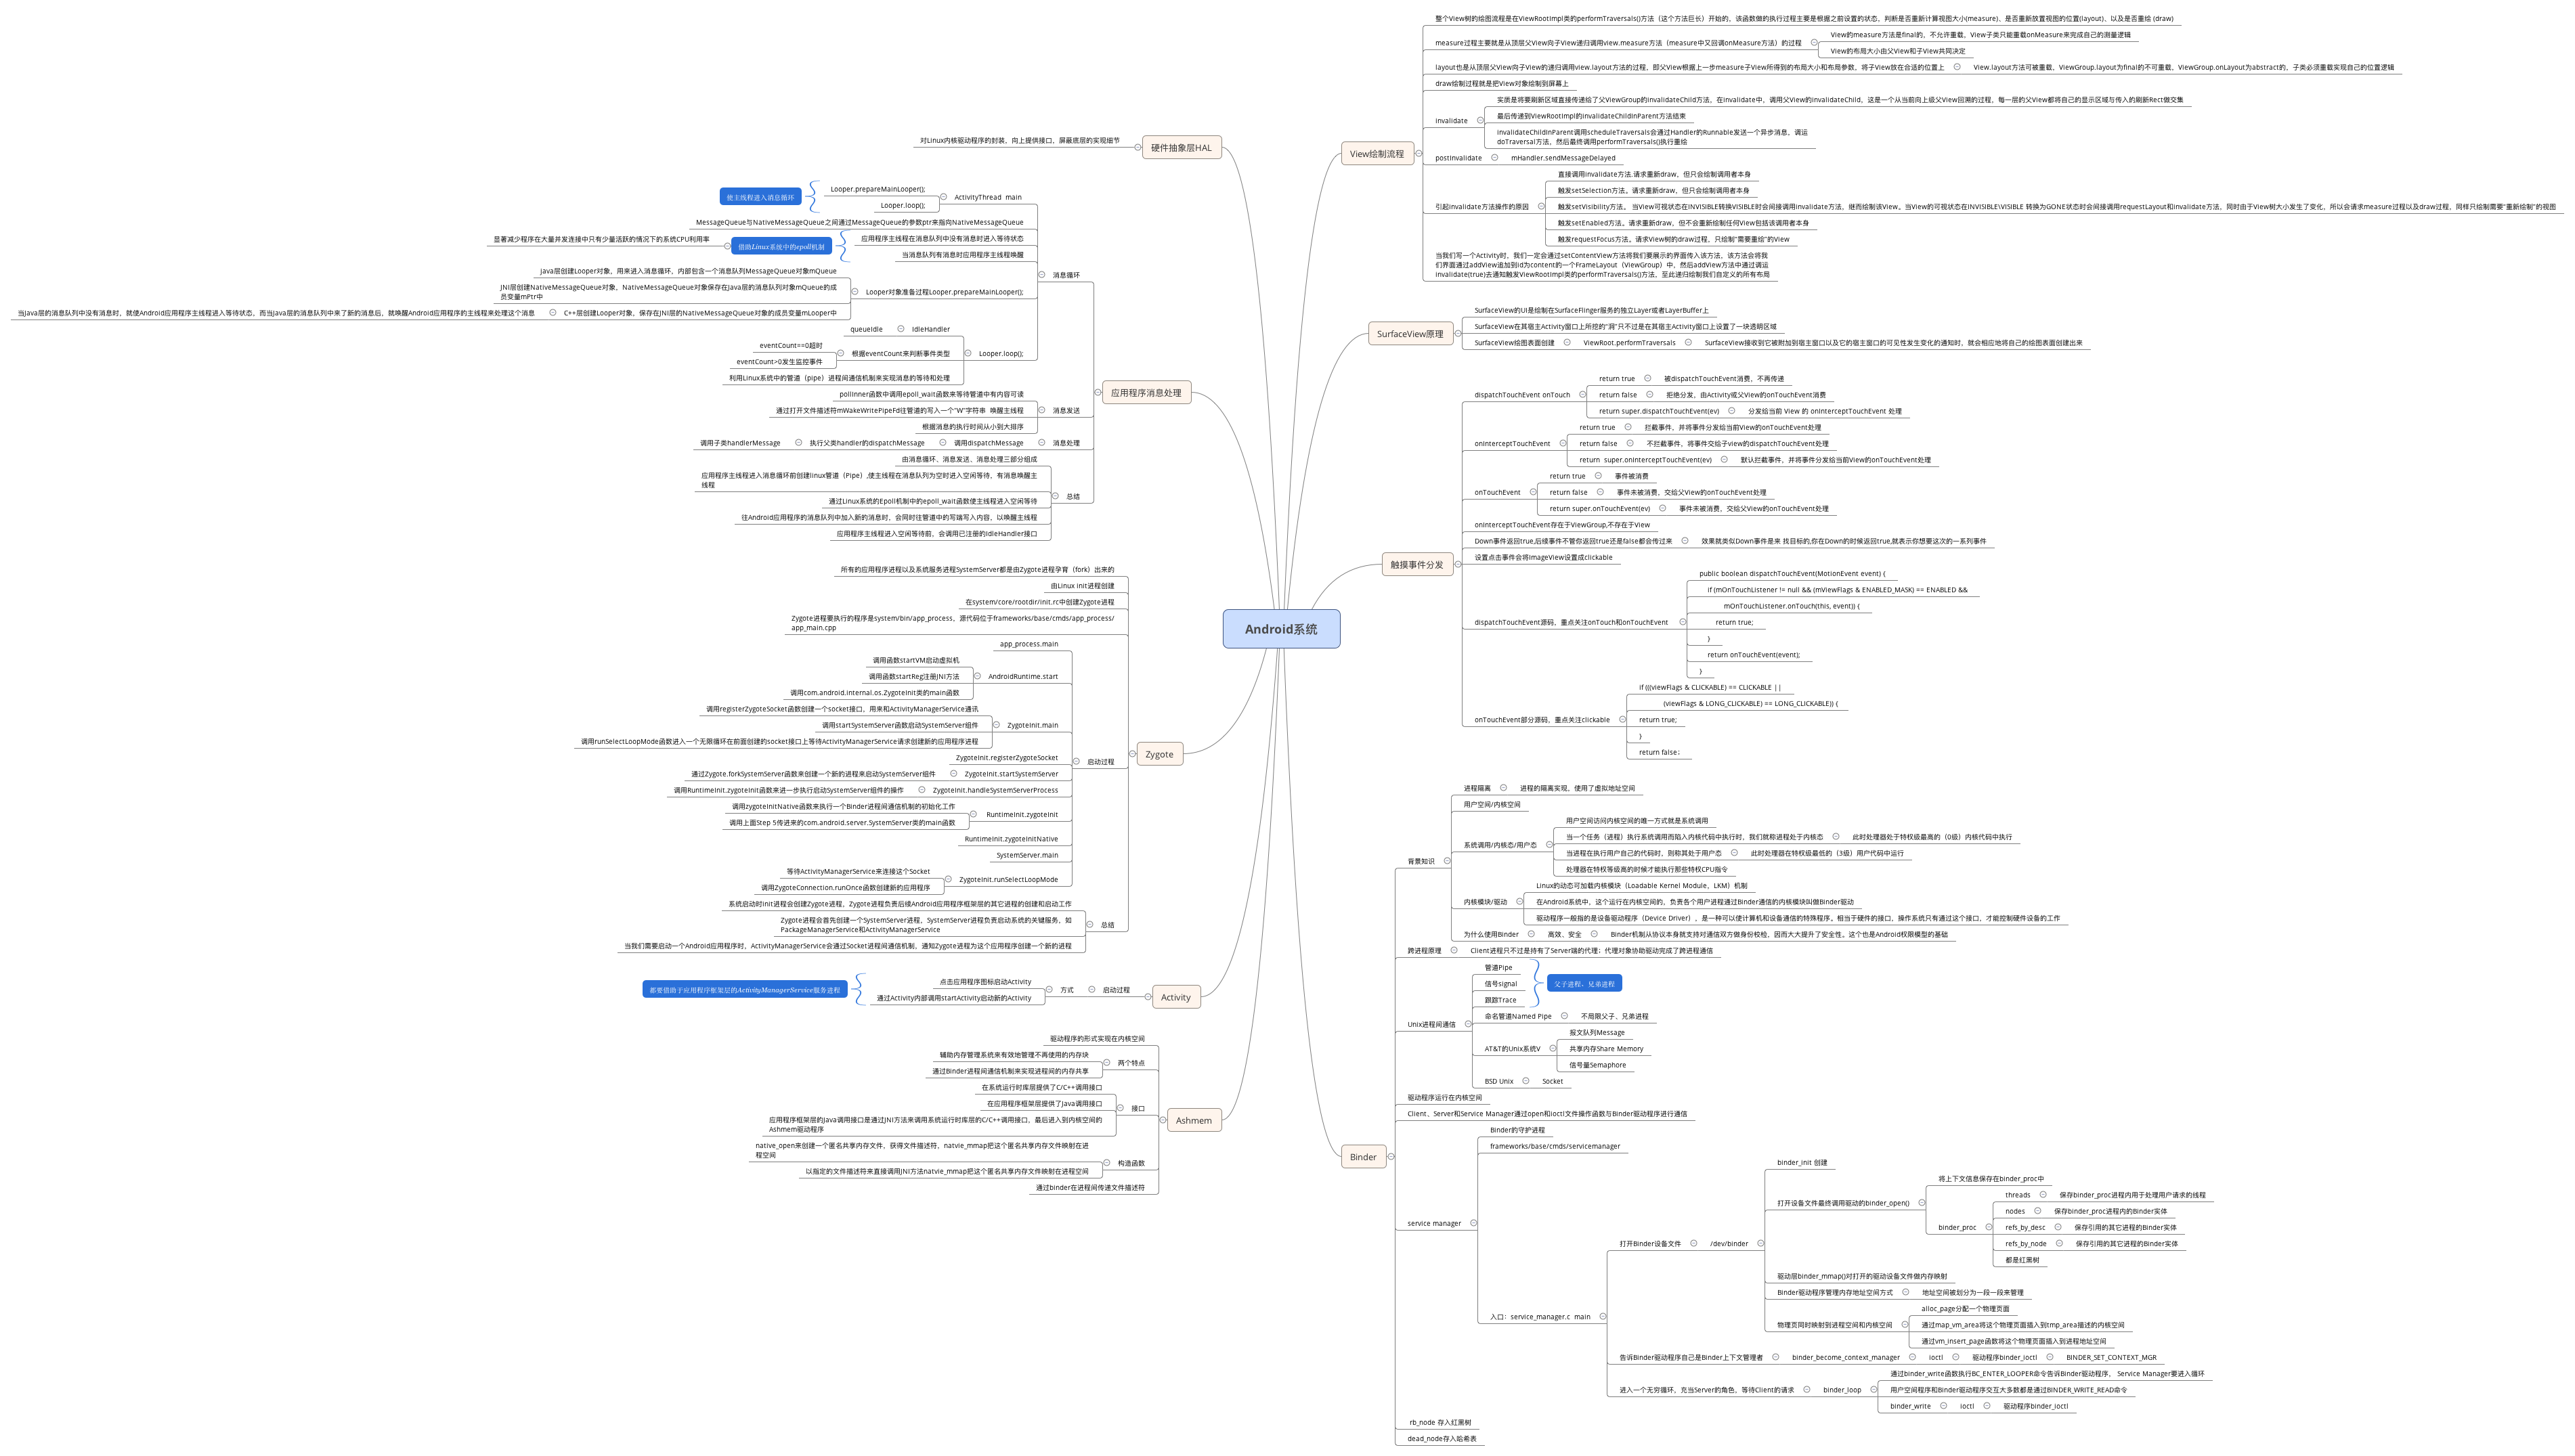 Android系统
View绘制流程
整个View树的绘图流程是在ViewRootImpl类的performTraversals()方法（这个方法巨长）开始的，该函数做的执行过程主要是根据之前设置的状态，判断是否重新计算视图大小(measure)、是否重新放置视图的位置(layout)、以及是否重绘 (draw)
measure过程主要就是从顶层父View向子View递归调用view.measure方法（measure中又回调onMeasure方法）的过程
View的measure方法是final的，不允许重载，View子类只能重载onMeasure来完成自己的测量逻辑
View的布局大小由父View和子View共同决定
layout也是从顶层父View向子View的递归调用view.layout方法的过程，即父View根据上一步measure子View所得到的布局大小和布局参数，将子View放在合适的位置上
View.layout方法可被重载，ViewGroup.layout为final的不可重载，ViewGroup.onLayout为abstract的，子类必须重载实现自己的位置逻辑
draw绘制过程就是把View对象绘制到屏幕上
invalidate
实质是将要刷新区域直接传递给了父ViewGroup的invalidateChild方法，在invalidate中，调用父View的invalidateChild，这是一个从当前向上级父View回溯的过程，每一层的父View都将自己的显示区域与传入的刷新Rect做交集
最后传递到ViewRootImpl的invalidateChildInParent方法结束
invalidateChildInParent调用scheduleTraversals会通过Handler的Runnable发送一个异步消息，调运
doTraversal方法，然后最终调用performTraversals()执行重绘
postInvalidate
mHandler.sendMessageDelayed
引起invalidate方法操作的原因
直接调用invalidate方法.请求重新draw，但只会绘制调用者本身
触发setSelection方法。请求重新draw，但只会绘制调用者本身
触发setVisibility方法。 当View可视状态在INVISIBLE转换VISIBLE时会间接调用invalidate方法，继而绘制该View。当View的可视状态在INVISIBLE\VISIBLE 转换为GONE状态时会间接调用requestLayout和invalidate方法，同时由于View树大小发生了变化，所以会请求measure过程以及draw过程，同样只绘制需要“重新绘制”的视图
触发setEnabled方法。请求重新draw，但不会重新绘制任何View包括该调用者本身
触发requestFocus方法。请求View树的draw过程，只绘制“需要重绘”的View
当我们写一个Activity时，我们一定会通过setContentView方法将我们要展示的界面传入该方法，该方法会将我
们界面通过addView追加到id为content的一个FrameLayout（ViewGroup）中，然后addView方法中通过调运
invalidate(true)去通知触发ViewRootImpl类的performTraversals()方法，至此递归绘制我们自定义的所有布局
SurfaceView原理
SurfaceView的UI是绘制在SurfaceFlinger服务的独立Layer或者LayerBuffer上
SurfaceView在其宿主Activity窗口上所挖的“洞”只不过是在其宿主Activity窗口上设置了一块透明区域
SurfaceView绘图表面创建
ViewRoot.performTraversals
SurfaceView接收到它被附加到宿主窗口以及它的宿主窗口的可见性发生变化的通知时，就会相应地将自己的绘图表面创建出来
触摸事件分发
dispatchTouchEvent onTouch
return true
被dispatchTouchEvent消费，不再传递
return false
拒绝分发，由Activity或父View的onTouchEvent消费
return super.dispatchTouchEvent(ev)
分发给当前 View 的 onInterceptTouchEvent 处理
onInterceptTouchEvent
return true
拦截事件，并将事件分发给当前View的onTouchEvent处理
return false
不拦截事件，将事件交给子view的dispatchTouchEvent处理
return  super.onInterceptTouchEvent(ev)
默认拦截事件，并将事件分发给当前View的onTouchEvent处理
onTouchEvent
return true
事件被消费
return false
事件未被消费，交给父View的onTouchEvent处理
return super.onTouchEvent(ev)
事件未被消费，交给父View的onTouchEvent处理
onInterceptTouchEvent存在于ViewGroup,不存在于View
Down事件返回true,后续事件不管你返回true还是false都会传过来
效果就类似Down事件是来 找目标的,你在Down的时候返回true,就表示你想要这次的一系列事件
设置点击事件会将ImageView设置成clickable
dispatchTouchEvent源码，重点关注onTouch和onTouchEvent
public boolean dispatchTouchEvent(MotionEvent event) {
if (mOnTouchListener != null && (mViewFlags & ENABLED_MASK) == ENABLED &&
mOnTouchListener.onTouch(this, event)) {
return true;
}
return onTouchEvent(event);
}
onTouchEvent部分源码，重点关注clickable
if (((viewFlags & CLICKABLE) == CLICKABLE ||
(viewFlags & LONG_CLICKABLE) == LONG_CLICKABLE)) {
return true;
}
return false；
Binder
背景知识
进程隔离
进程的隔离实现，使用了虚拟地址空间
用户空间/内核空间
系统调用/内核态/用户态
用户空间访问内核空间的唯一方式就是系统调用
当一个任务（进程）执行系统调用而陷入内核代码中执行时，我们就称进程处于内核态
此时处理器处于特权级最高的（0级）内核代码中执行
当进程在执行用户自己的代码时，则称其处于用户态
此时处理器在特权级最低的（3级）用户代码中运行
处理器在特权等级高的时候才能执行那些特权CPU指令
内核模块/驱动
Linux的动态可加载内核模块（Loadable Kernel Module，LKM）机制
在Android系统中，这个运行在内核空间的，负责各个用户进程通过Binder通信的内核模块叫做Binder驱动
驱动程序一般指的是设备驱动程序（Device Driver），是一种可以使计算机和设备通信的特殊程序。相当于硬件的接口，操作系统只有通过这个接口，才能控制硬件设备的工作
为什么使用Binder
高效、安全
Binder机制从协议本身就支持对通信双方做身份校检，因而大大提升了安全性。这个也是Android权限模型的基础
跨进程原理
Client进程只不过是持有了Server端的代理；代理对象协助驱动完成了跨进程通信
Unix进程间通信
管道Pipe
信号signal
跟踪Trace
父子进程、兄弟进程
命名管道Named Pipe
不局限父子、兄弟进程
AT&T的Unix系统V
报文队列Message
共享内存Share Memory
信号量Semaphore
BSD Unix
Socket
驱动程序运行在内核空间
Client、Server和Service Manager通过open和ioctl文件操作函数与Binder驱动程序进行通信
service manager
Binder的守护进程
frameworks/base/cmds/servicemanager
入口：service_manager.c  main
打开Binder设备文件
/dev/binder
binder_init 创建
打开设备文件最终调用驱动的binder_open()
将上下文信息保存在binder_proc中
binder_proc
threads
保存binder_proc进程内用于处理用户请求的线程
nodes
保存binder_proc进程内的Binder实体
refs_by_desc
保存引用的其它进程的Binder实体
refs_by_node
保存引用的其它进程的Binder实体
都是红黑树
驱动层binder_mmap()对打开的驱动设备文件做内存映射
Binder驱动程序管理内存地址空间方式
地址空间被划分为一段一段来管理
物理页同时映射到进程空间和内核空间
alloc_page分配一个物理页面
通过map_vm_area将这个物理页面插入到tmp_area描述的内核空间
通过vm_insert_page函数将这个物理页面插入到进程地址空间
告诉Binder驱动程序自己是Binder上下文管理者
binder_become_context_manager
ioctl
驱动程序binder_ioctl
BINDER_SET_CONTEXT_MGR
进入一个无穷循环，充当Server的角色，等待Client的请求
binder_loop
通过binder_write函数执行BC_ENTER_LOOPER命令告诉Binder驱动程序， Service Manager要进入循环
用户空间程序和Binder驱动程序交互大多数都是通过BINDER_WRITE_READ命令
binder_write
ioctl
驱动程序binder_ioctl
rb_node 存入红黑树
dead_node存入哈希表
硬件抽象层HAL
对Linux内核驱动程序的封装，向上提供接口，屏蔽底层的实现细节
应用程序消息处理
消息循环
ActivityThread  main
Looper.prepareMainLooper();
Looper.loop();
使主线程进入消息循环
MessageQueue与NativeMessageQueue之间通过MessageQueue的参数ptr来指向NativeMessageQueue
应用程序主线程在消息队列中没有消息时进入等待状态
当消息队列有消息时应用程序主线程唤醒
借助Linux系统中的epoll机制
显著减少程序在大量并发连接中只有少量活跃的情况下的系统CPU利用率
Looper对象准备过程Looper.prepareMainLooper();
java层创建Looper对象，用来进入消息循环，内部包含一个消息队列MessageQueue对象mQueue
JNI层创建NativeMessageQueue对象，NativeMessageQueue对象保存在Java层的消息队列对象mQueue的成
员变量mPtr中
C++层创建Looper对象，保存在JNI层的NativeMessageQueue对象的成员变量mLooper中
当Java层的消息队列中没有消息时，就使Android应用程序主线程进入等待状态，而当Java层的消息队列中来了新的消息后，就唤醒Android应用程序的主线程来处理这个消息
Looper.loop();
IdleHandler
queueIdle
根据eventCount来判断事件类型
eventCount==0超时
eventCount>0发生监控事件
利用Linux系统中的管道（pipe）进程间通信机制来实现消息的等待和处理
消息发送
pollInner函数中调用epoll_wait函数来等待管道中有内容可读
通过打开文件描述符mWakeWritePipeFd往管道的写入一个"W"字符串  唤醒主线程
根据消息的执行时间从小到大排序
消息处理
调用dispatchMessage
执行父类handler的dispatchMessage
调用子类handlerMessage
总结
由消息循环、消息发送、消息处理三部分组成
应用程序主线程进入消息循环前创建linux管道（Pipe）,使主线程在消息队列为空时进入空闲等待，有消息唤醒主
线程
通过Linux系统的Epoll机制中的epoll_wait函数使主线程进入空闲等待
往Android应用程序的消息队列中加入新的消息时，会同时往管道中的写端写入内容，以唤醒主线程
应用程序主线程进入空闲等待前，会调用已注册的IdleHandler接口
Zygote
所有的应用程序进程以及系统服务进程SystemServer都是由Zygote进程孕育（fork）出来的
由Linux init进程创建
在system/core/rootdir/init.rc中创建Zygote进程
Zygote进程要执行的程序是system/bin/app_process，源代码位于frameworks/base/cmds/app_process/
app_main.cpp
启动过程
app_process.main
AndroidRuntime.start
调用函数startVM启动虚拟机
调用函数startReg注册JNI方法
调用com.android.internal.os.ZygoteInit类的main函数
ZygoteInit.main
调用registerZygoteSocket函数创建一个socket接口，用来和ActivityManagerService通讯
调用startSystemServer函数启动SystemServer组件
调用runSelectLoopMode函数进入一个无限循环在前面创建的socket接口上等待ActivityManagerService请求创建新的应用程序进程
ZygoteInit.registerZygoteSocket
ZygoteInit.startSystemServer
通过Zygote.forkSystemServer函数来创建一个新的进程来启动SystemServer组件
ZygoteInit.handleSystemServerProcess
调用RuntimeInit.zygoteInit函数来进一步执行启动SystemServer组件的操作
RuntimeInit.zygoteInit
调用zygoteInitNative函数来执行一个Binder进程间通信机制的初始化工作
调用上面Step 5传进来的com.android.server.SystemServer类的main函数
RuntimeInit.zygoteInitNative
SystemServer.main
ZygoteInit.runSelectLoopMode
等待ActivityManagerService来连接这个Socket
调用ZygoteConnection.runOnce函数创建新的应用程序
总结
系统启动时init进程会创建Zygote进程，Zygote进程负责后续Android应用程序框架层的其它进程的创建和启动工作
Zygote进程会首先创建一个SystemServer进程，SystemServer进程负责启动系统的关键服务，如
PackageManagerService和ActivityManagerService
当我们需要启动一个Android应用程序时，ActivityManagerService会通过Socket进程间通信机制，通知Zygote进程为这个应用程序创建一个新的进程
Activity
启动过程
方式
点击应用程序图标启动Activity
通过Activity内部调用startActivity启动新的Activity
都要借助于应用程序框架层的ActivityManagerService服务进程
Ashmem
驱动程序的形式实现在内核空间
两个特点
辅助内存管理系统来有效地管理不再使用的内存块
通过Binder进程间通信机制来实现进程间的内存共享
接口
在系统运行时库层提供了C/C++调用接口
在应用程序框架层提供了Java调用接口
应用程序框架层的Java调用接口是通过JNI方法来调用系统运行时库层的C/C++调用接口，最后进入到内核空间的
Ashmem驱动程序
构造函数
native_open来创建一个匿名共享内存文件，获得文件描述符，natvie_mmap把这个匿名共享内存文件映射在进
程空间
以指定的文件描述符来直接调用JNI方法natvie_mmap把这个匿名共享内存文件映射在进程空间
通过binder在进程间传递文件描述符